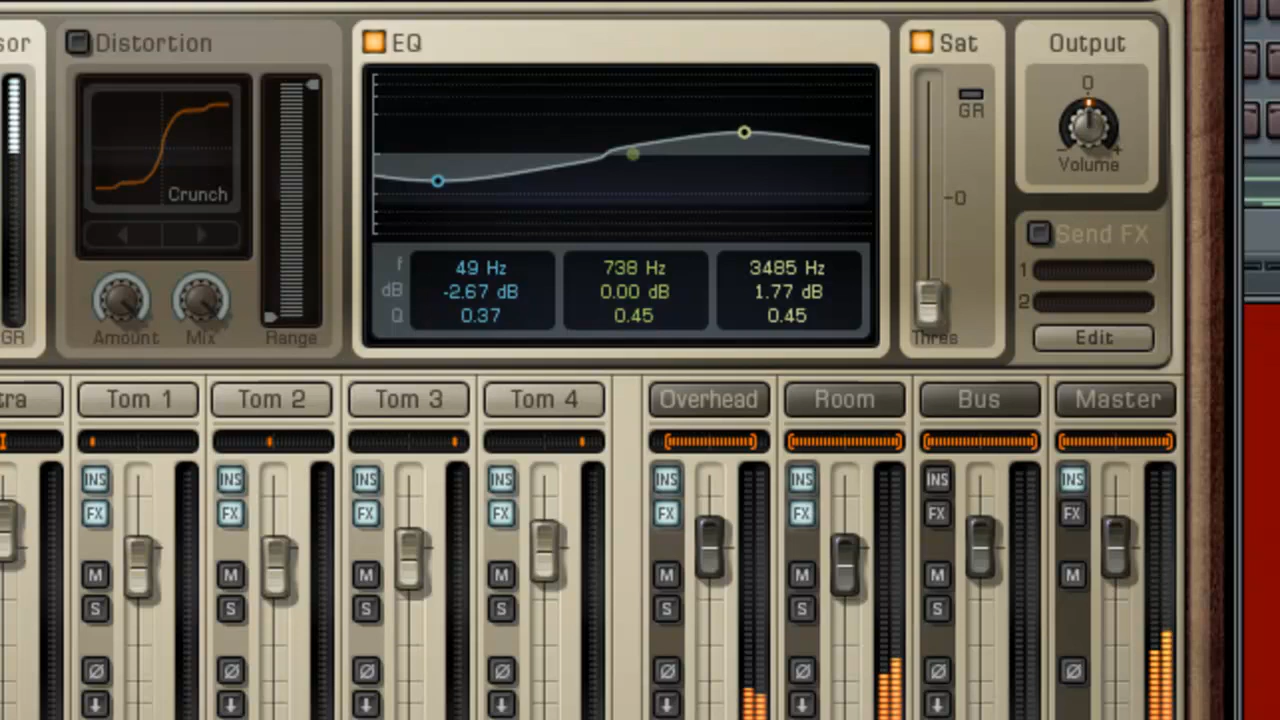 sor
Distortion
EQ
Sat
Output
0
Volume
GR
-0
Crunch
Send FX
1
2
Edit
f
49 Hz
738 Hz
3485 Hz
dB
-2.67 dB
0.00 dB
1.77 dB
Q
0.37
0.45
0.45
GR
Amount
Mix
Range
Thres
tra
Tom 1
Tom 2
Tom 3
Tom 4
Overhead
Room
Bus
Master
INS INS INS INS INS INS INS INS
FX FX FX FX FX FX FX FX
M M M M M M M M
S S S S S S S